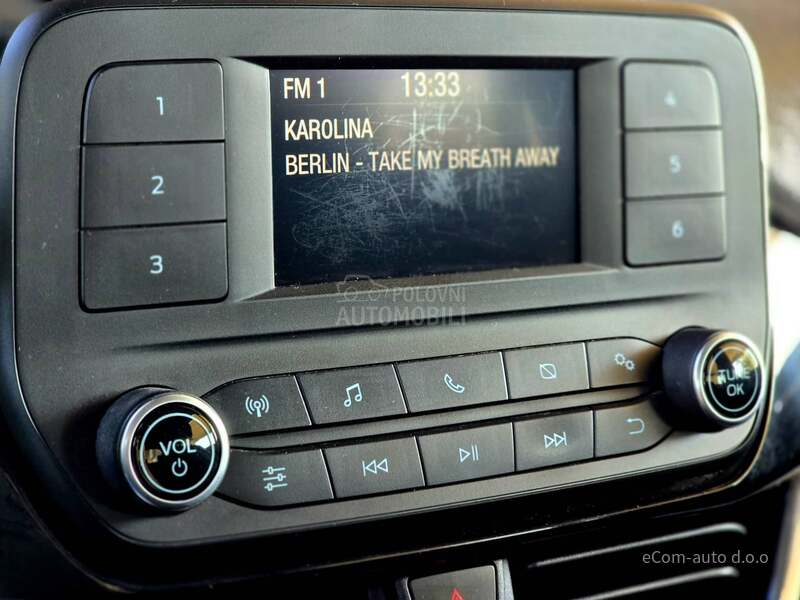 FM 1 13:33
KAROLINA
BERLIN - TAKE MY BREATH AWAY
1
2
3
4
5
6
POLOVNI
AUTOMOBILI
VOL
TUNE
OK
eCom-auto d.o.o